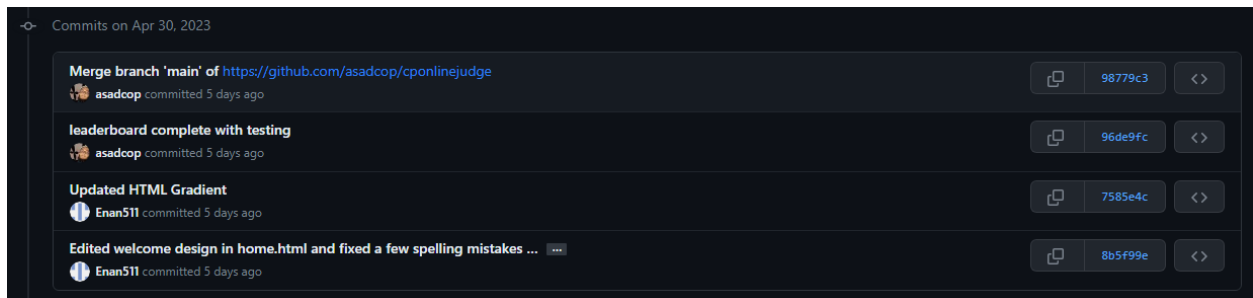 Commits on Apr 30, 2023
Merge branch 'main' of https://github.com/asadcop/cponlinejudge
asadcop committed 5 days ago
98779c3
leaderboard complete with testing
asadcop committed 5 days ago
96de9fc
Updated HTML Gradient
Enan511 committed 5 days ago
7585e4c
Edited welcome design in home.html and fixed a few spelling mistakes ...
Enan511 committed 5 days ago
8b5f99e